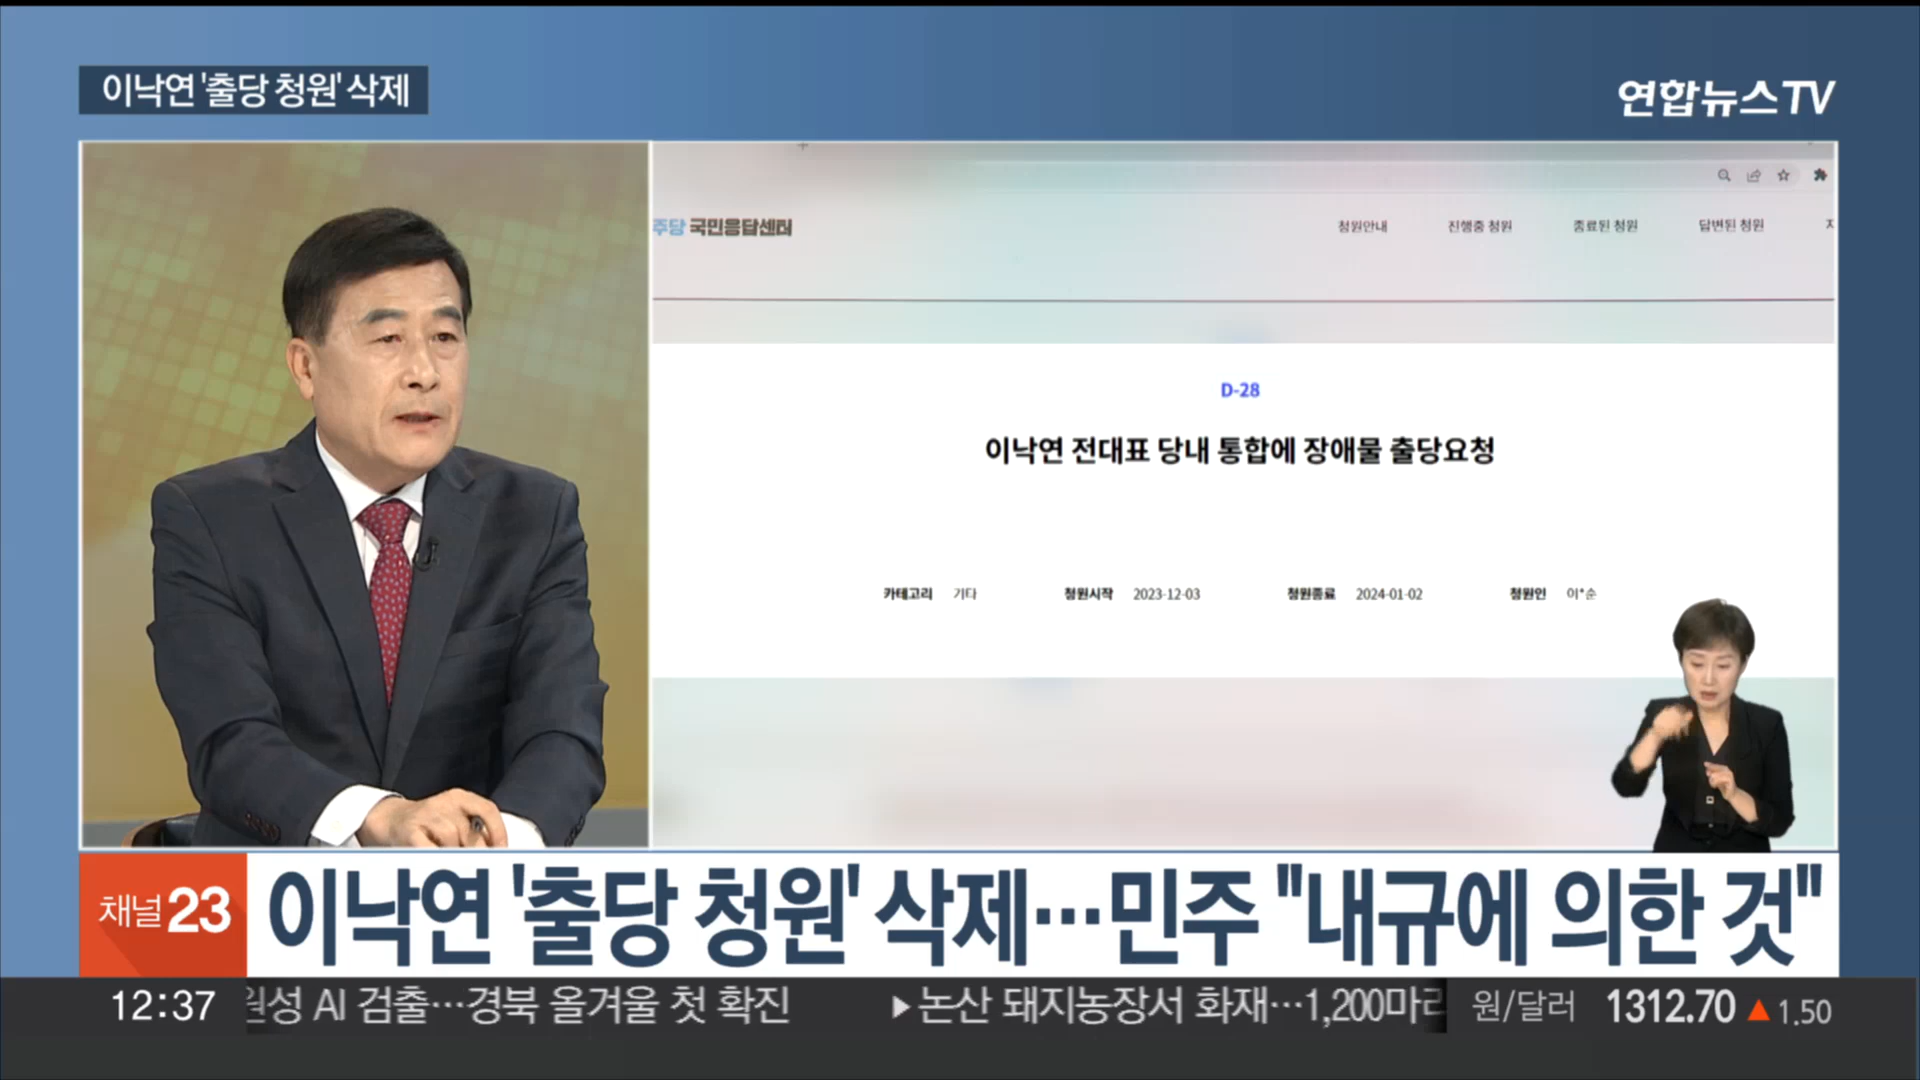 이낙연 '출당 청원' 삭제
연합뉴스TV
주당 국민응답센터
청원안내 진행중 청원 종료된 청원 답변된 청원
D-28
이낙연 전대표 당내 통합에 장애물 출당요청
카테고리 기타 청원시작 2023-12-03 청원종료 2024-01-02 청원인 이*순
채널 23
이낙연 '출당 청원' 삭제…민주 "내규에 의한 것"
12:37 원성 AI 검출…경북 올겨울 첫 확진 ▶논산 돼지농장서 화재…1,200마리 원/달러 1312.70 ▲1.50